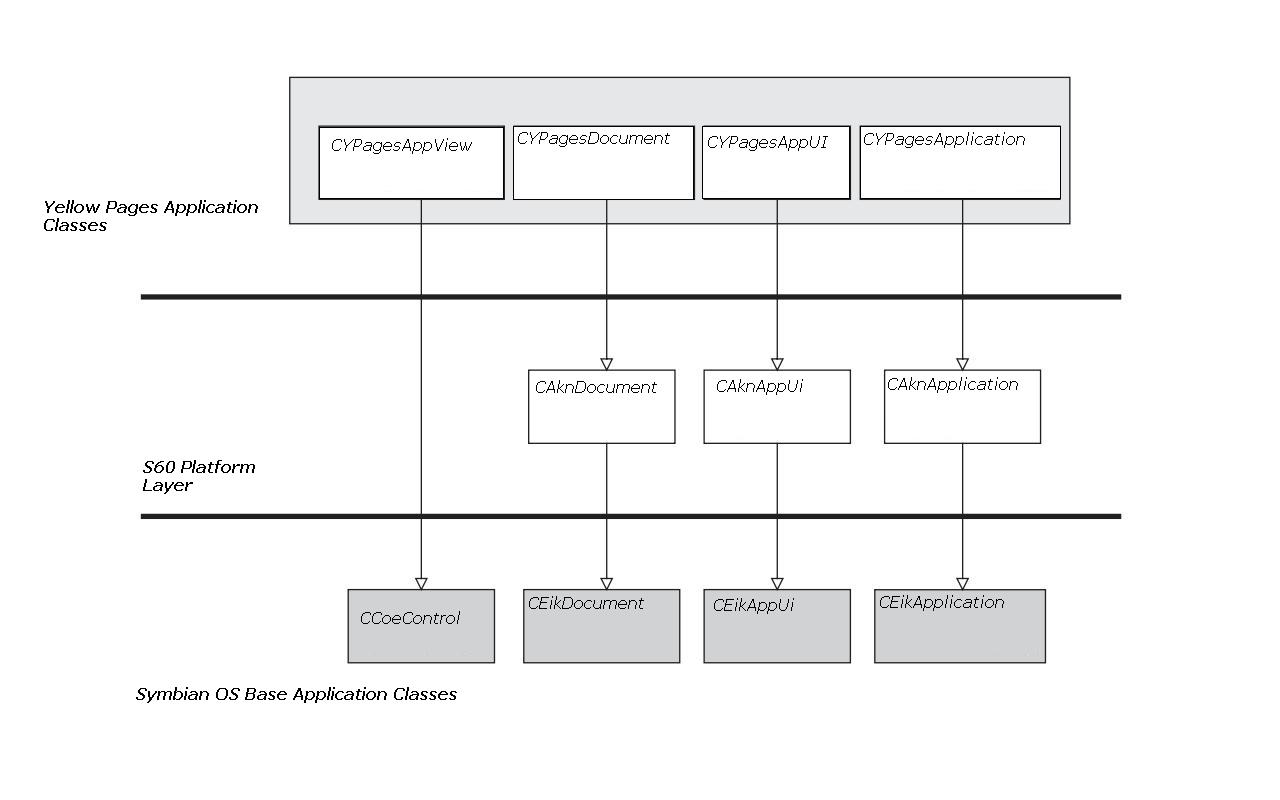 CYPagesAppView
CYPagesDocument
CYPagesAppUI
CYPagesApplication
Yellow Pages Application
Classes
CAknDocument
CAknAppUi
CAknApplication
S60 Platform
Layer
CCoeControl
CEikDocument
CEikAppUi
CEikApplication
Symbian OS Base Application Classes